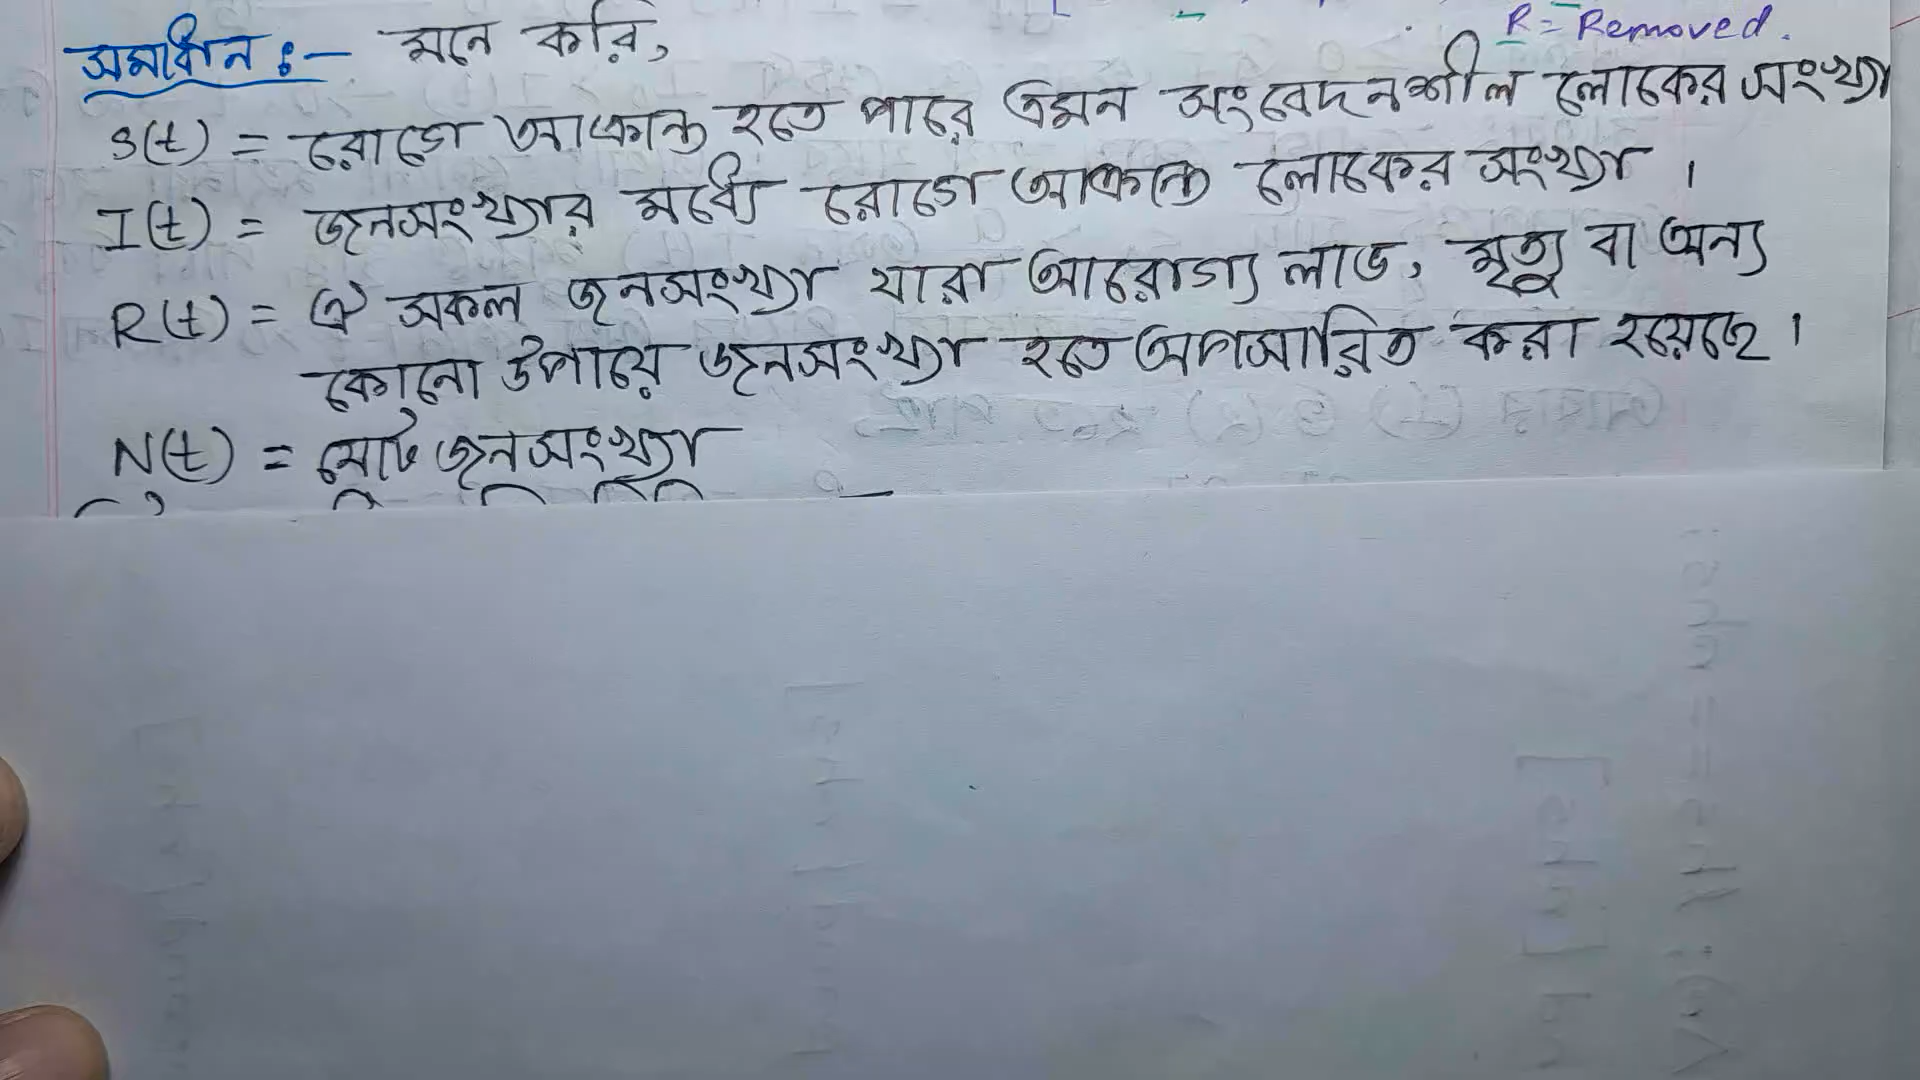 R = Removed.
সমাধান :- মনে করি,
S(t) = রোগে আক্রান্ত হতে পারে এমন সংবেদনশীল লোকের সংখ্যা
I(t) = জনসংখ্যার মধ্যে রোগে আক্রান্ত লোকের সংখ্যা ।
R(t) = ঐ সকল জনসংখ্যা যারা আরোগ্য লাভ, মৃত্যু বা অন্য
কোনো উপায়ে জনসংখ্যা হতে অপসারিত করা হয়েছে ।
N(t) = মোট জনসংখ্যা